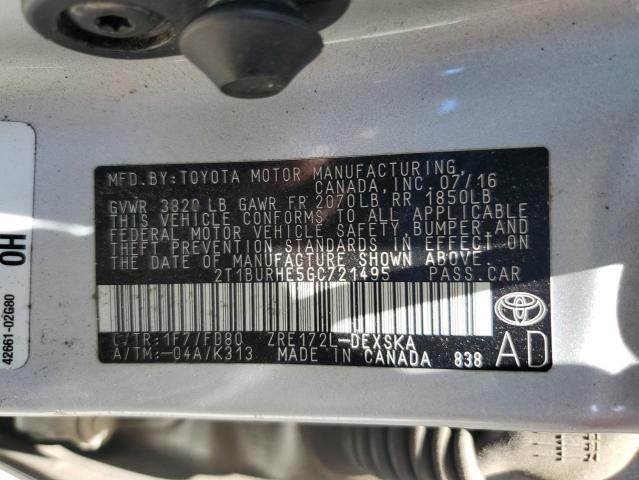 MFD.BY:TOYOTA MOTOR MANUFACTURING,
CANADA, INC. 07/16
GVWR 3820 LB GAWR FR 2070LB RR 1850LB
THIS VEHICLE CONFORMS TO ALL APPLICABLE
FEDERAL MOTOR VEHICLE SAFETY, BUMPER, AND
THEFT PREVENTION STANDARDS IN EFFECT ON
THE DATE OF MANUFACTURE SHOWN ABOVE.
2T1BURHE5GC721495 PASS.CAR
C/TR:1F7/FD80 ZRE172L-DEXSKA
A/TM:-04A/K313 MADE IN CANADA 838
AD
42661-02G80
0H